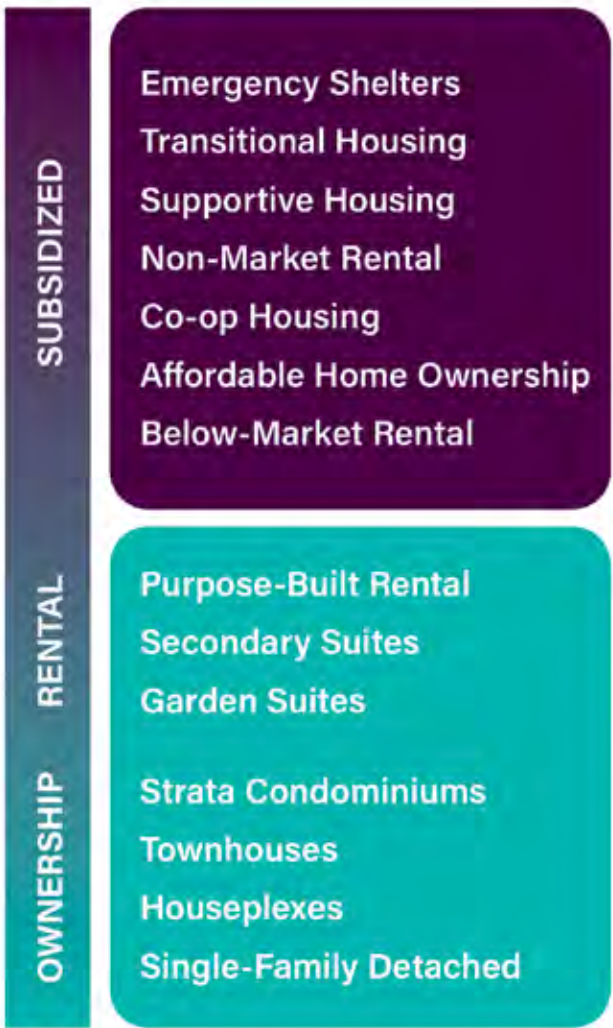 SUBSIDIZED
Emergency Shelters
Transitional Housing
Supportive Housing
Non-Market Rental
Co-op Housing
Affordable Home Ownership
Below-Market Rental
RENTAL
Purpose-Built Rental
Secondary Suites
Garden Suites
OWNERSHIP
Strata Condominiums
Townhouses
Houseplexes
Single-Family Detached